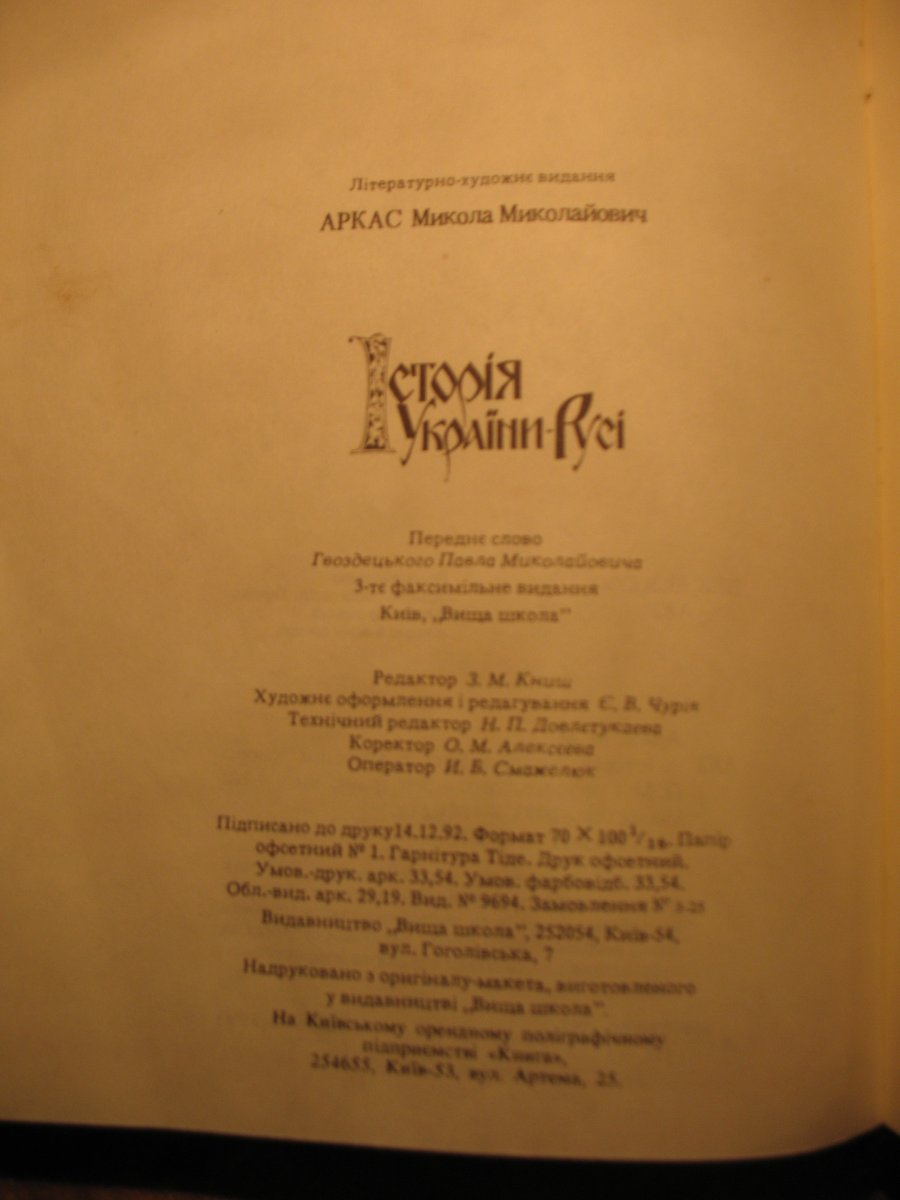 Літературно-художнє видання
АРКАС Микола Миколайович
Історія
України-Русі
Переднє слово
Гвоздецького Павла Миколайовича
3-тє факсимільне видання
Київ, „Вища школа”
Редактор З. М. Книш
Художнє оформлення і редагування Є. В. Чурія
Технічний редактор Н. П. Довлетукаева
Коректор О. М. Алексеева
Оператор И. Б. Смажелюк
Підписано до друку14.12.92. Формат 70 × 100 1/16. Папір
офсетний № 1. Гарнітура Тіде. Друк офсетний.
Умов.-друк. арк. 33,54. Умов. фарбовідб. 33,54.
Обл.-вид. арк. 29,19. Вид. № 9694. Замовлення №
Видавництво „Вища школа”, 252054, Київ-54,
вул. Гоголівська, 7
Надруковано з оригіналу-макета, виготовленого
у видавництві „Вища школа”.
На Київському орендному поліграфічному
підприємстві «Книга»,
254655, Київ-53, вул. Артема, 25.